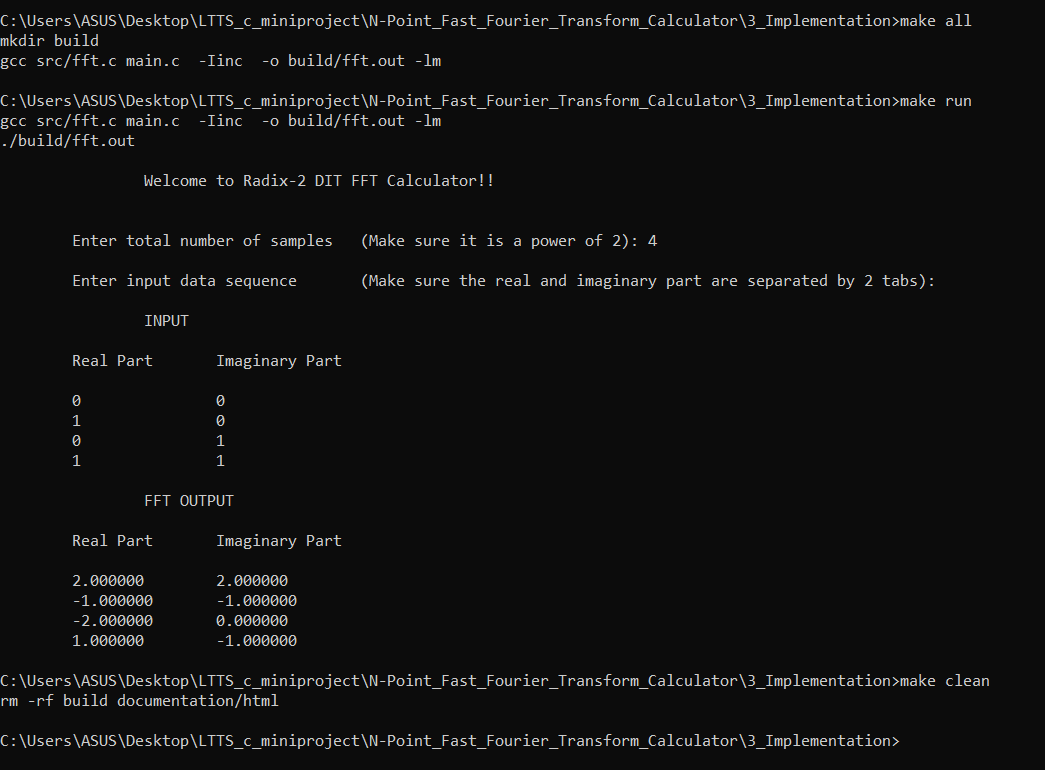 C:\Users\ASUS\Desktop\LTTS_c_miniproject\N-Point_Fast_Fourier_Transform_Calculator\3_Implementation>make all
mkdir build
gcc src/fft.c main.c  -Iinc  -o build/fft.out -lm
C:\Users\ASUS\Desktop\LTTS_c_miniproject\N-Point_Fast_Fourier_Transform_Calculator\3_Implementation>make run
gcc src/fft.c main.c  -Iinc  -o build/fft.out -lm
./build/fft.out
Welcome to Radix-2 DIT FFT Calculator!!
Enter total number of samples   (Make sure it is a power of 2): 4
Enter input data sequence       (Make sure the real and imaginary part are separated by 2 tabs):
INPUT
Real Part       Imaginary Part
0               0
1               0
0               1
1               1
FFT OUTPUT
Real Part       Imaginary Part
2.000000        2.000000
-1.000000       -1.000000
-2.000000       0.000000
1.000000        -1.000000
C:\Users\ASUS\Desktop\LTTS_c_miniproject\N-Point_Fast_Fourier_Transform_Calculator\3_Implementation>make clean
rm -rf build documentation/html
C:\Users\ASUS\Desktop\LTTS_c_miniproject\N-Point_Fast_Fourier_Transform_Calculator\3_Implementation>